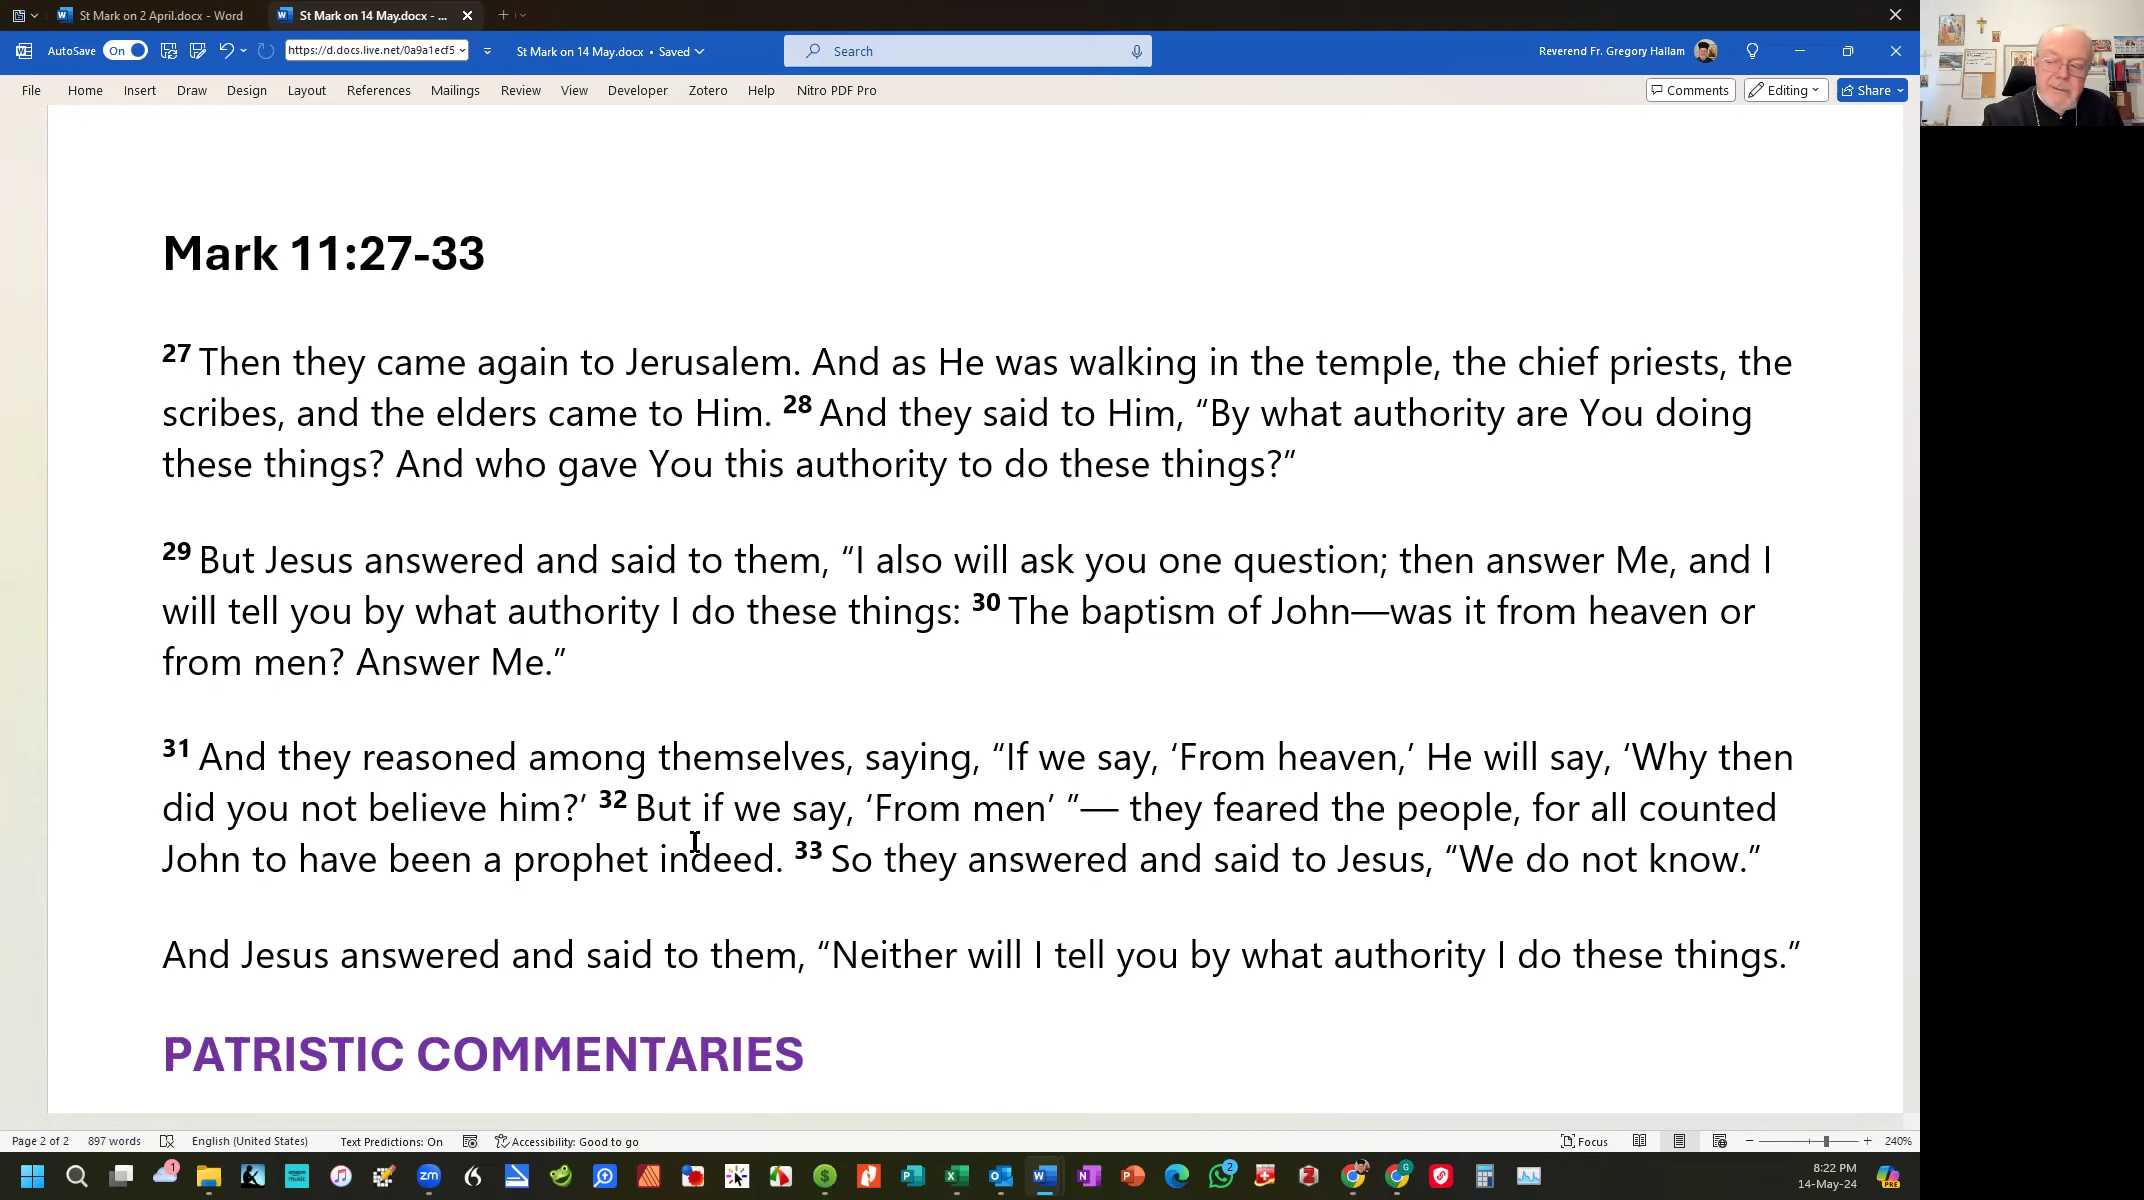 St Mark on 2 April.docx - Word
St Mark on 14 May.docx - ...
AutoSave On https://d.docs.live.net/0a9a1ecf5 St Mark on 14 May.docx • Saved Search Reverend Fr. Gregory Hallam
File Home Insert Draw Design Layout References Mailings Review View Developer Zotero Help Nitro PDF Pro Comments Editing Share
Mark 11:27-33
27 Then they came again to Jerusalem. And as He was walking in the temple, the chief priests, the
scribes, and the elders came to Him. 28 And they said to Him, “By what authority are You doing
these things? And who gave You this authority to do these things?”
29 But Jesus answered and said to them, “I also will ask you one question; then answer Me, and I
will tell you by what authority I do these things: 30 The baptism of John—was it from heaven or
from men? Answer Me.”
31 And they reasoned among themselves, saying, “If we say, ‘From heaven,’ He will say, ‘Why then
did you not believe him?’ 32 But if we say, ‘From men’ ”— they feared the people, for all counted
John to have been a prophet indeed. 33 So they answered and said to Jesus, “We do not know.”
And Jesus answered and said to them, “Neither will I tell you by what authority I do these things.”
PATRISTIC COMMENTARIES
Page 2 of 2 897 words English (United States) Text Predictions: On Accessibility: Good to go Focus 240%
8:22 PM
14-May-24